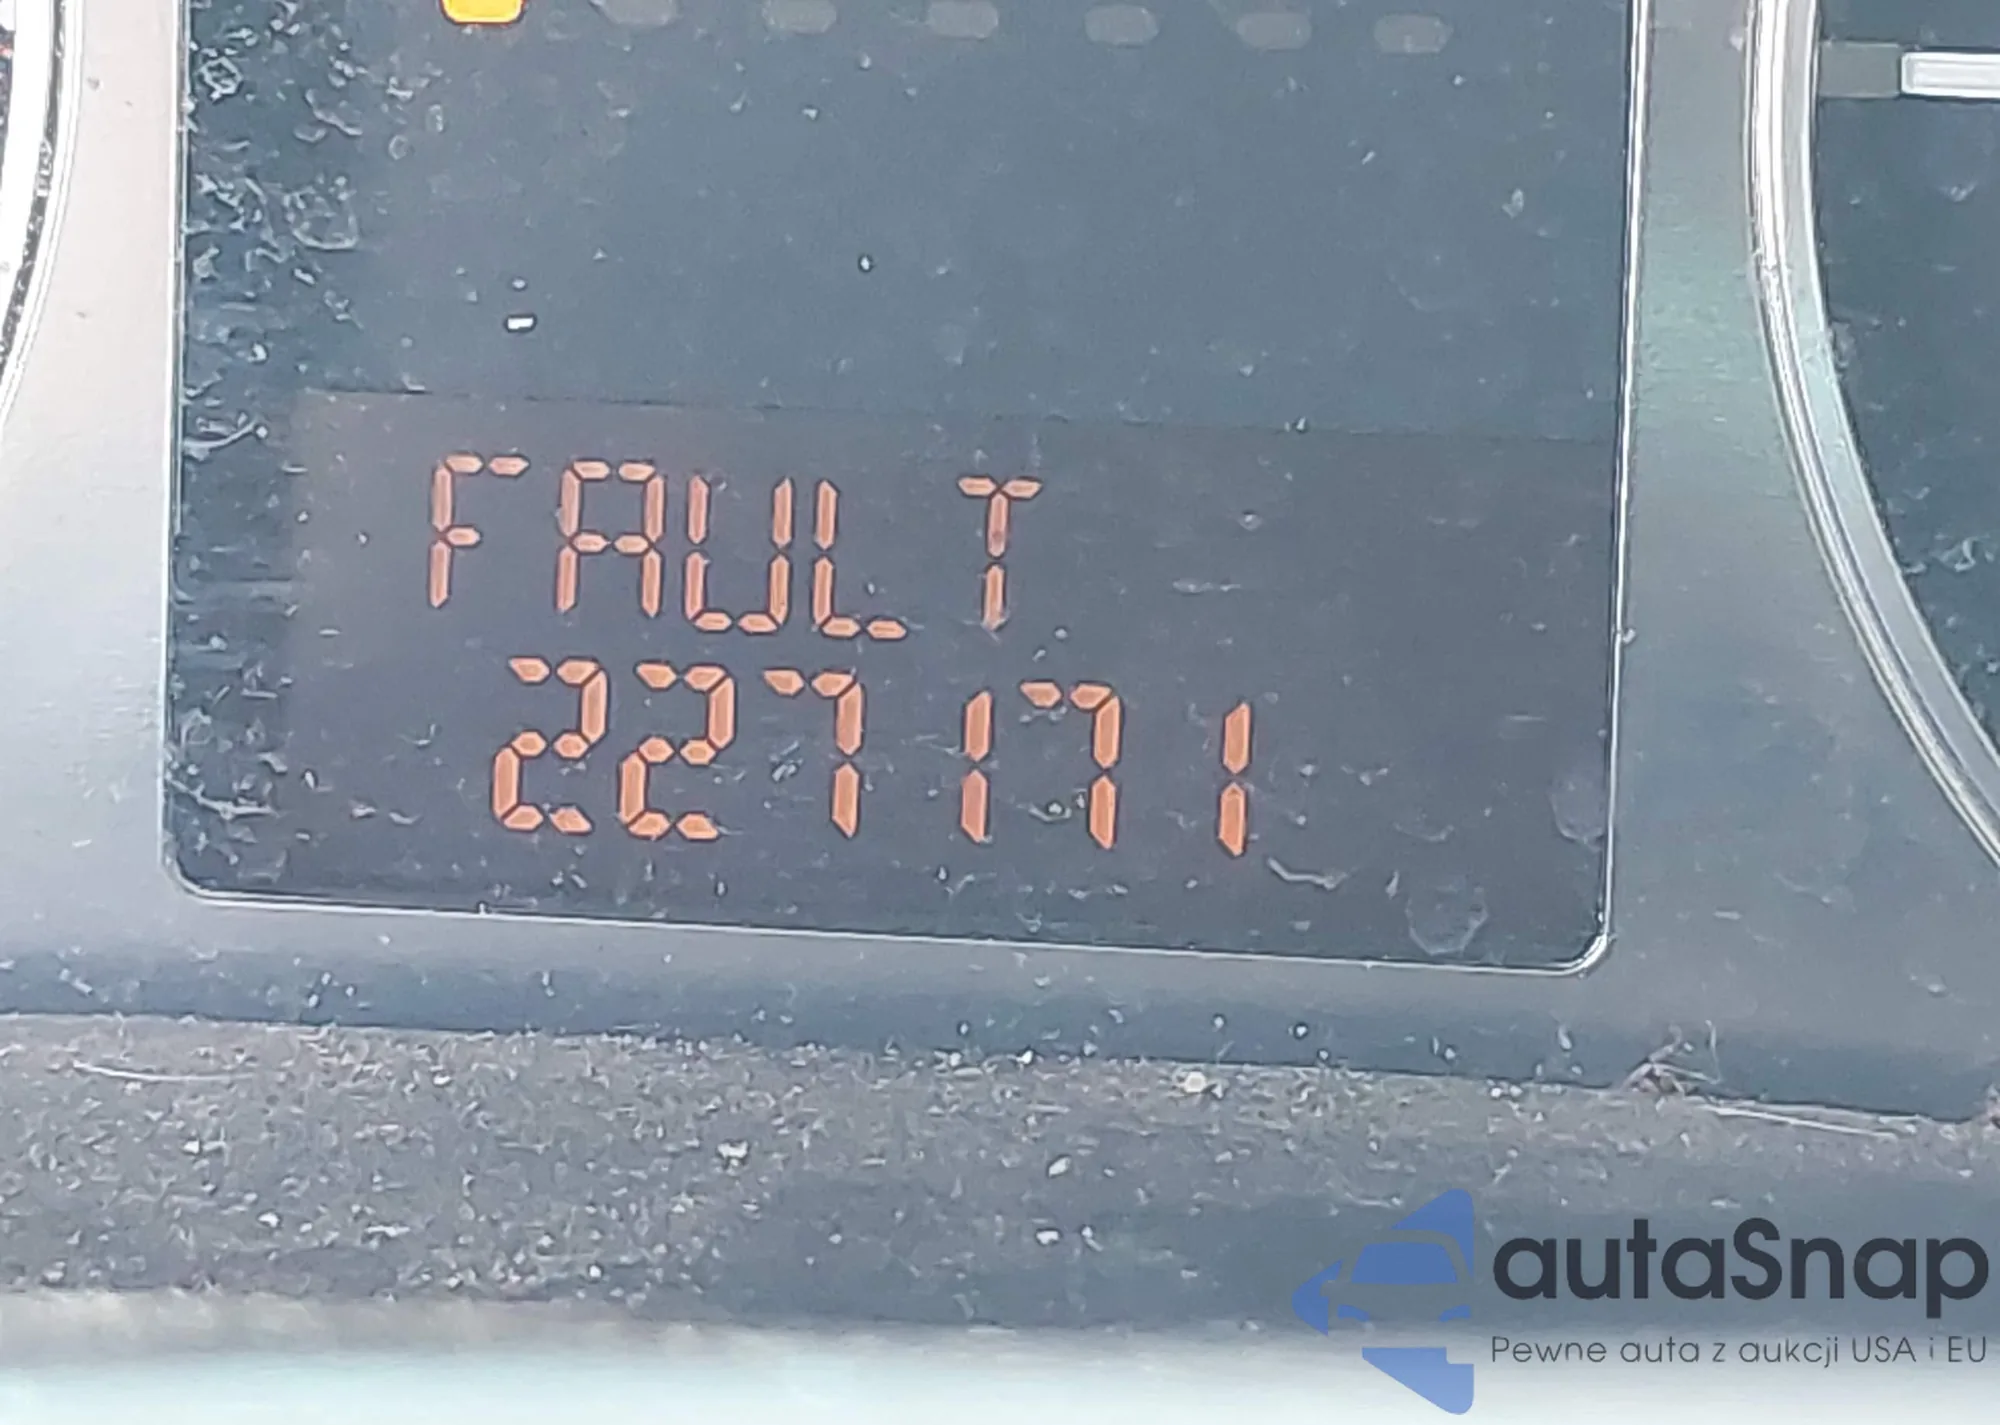 FAULT
227171
autaSnap
Pewne auta z aukcji USA i EU